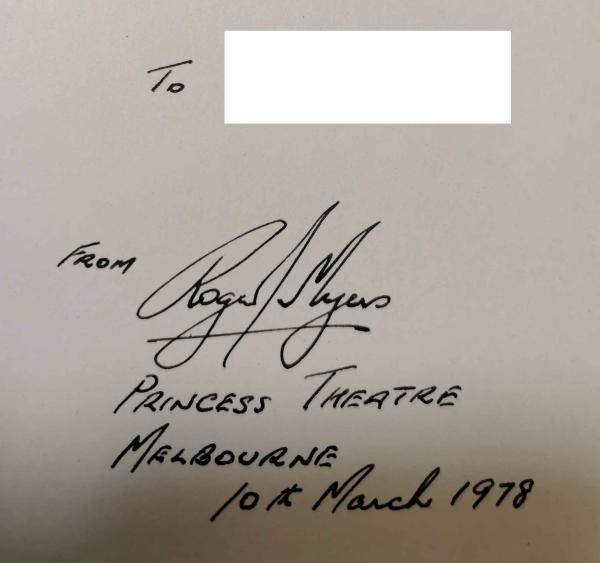 To
From Roger J Myers
Princess Theatre
Melbourne
10th March 1978